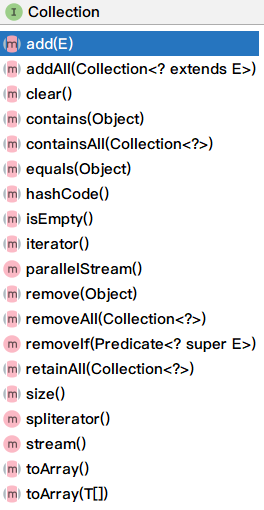 I Collection
m add(E)
m addAll(Collection<? extends E>)
m clear()
m contains(Object)
m containsAll(Collection<?>)
m equals(Object)
m hashCode()
m isEmpty()
m iterator()
m parallelStream()
m remove(Object)
m removeAll(Collection<?>)
m removeIf(Predicate<? super E>)
m retainAll(Collection<?>)
m size()
m spliterator()
m stream()
m toArray()
m toArray(T[])